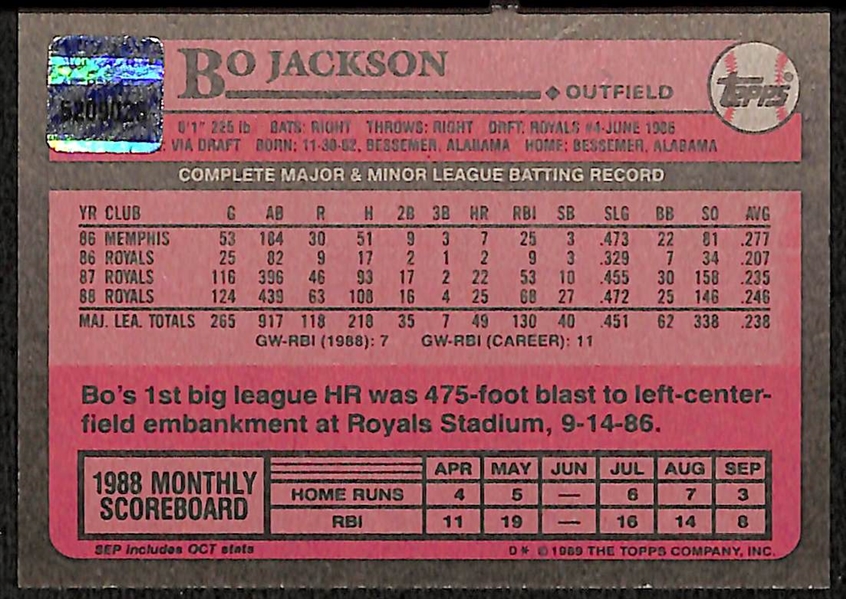 BO JACKSON
◆ OUTFIELD
Topps®
6'1" 225 lb BATS: RIGHT THROWS: RIGHT DRFT: ROYALS #4-JUNE 1986
VIA DRAFT BORN: 11-30-62, BESSEMER, ALABAMA HOME: BESSEMER, ALABAMA
COMPLETE MAJOR & MINOR LEAGUE BATTING RECORD
YR CLUB G AB R H 2B 3B HR RBI SB SLG BB SO AVG
86 MEMPHIS 53 184 30 51 9 3 7 25 3 .473 22 81 .277
86 ROYALS 25 82 9 17 2 1 2 9 3 .329 7 34 .207
87 ROYALS 116 396 46 93 17 2 22 53 10 .455 30 158 .235
88 ROYALS 124 439 63 108 16 4 25 68 27 .472 25 146 .246
MAJ. LEA. TOTALS 265 917 118 218 35 7 49 130 40 .451 62 338 .238
GW-RBI (1988): 7 GW-RBI (CAREER): 11
Bo's 1st big league HR was 475-foot blast to left-center-
field embankment at Royals Stadium, 9-14-86.
1988 MONTHLY
SCOREBOARD
APR MAY JUN JUL AUG SEP
HOME RUNS 4 5 — 6 7 3
RBI 11 19 — 16 14 8
SEP includes OCT stats
D* © 1989 THE TOPPS COMPANY, INC.